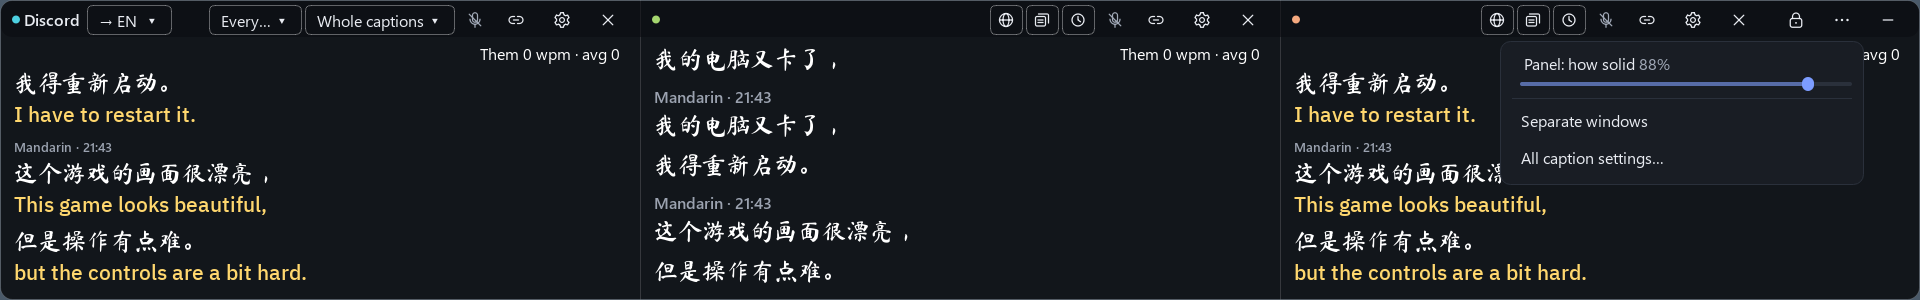 Discord → EN Every... Whole captions
Them 0 wpm · avg 0
我得重新启动。
I have to restart it.
Mandarin · 21:43
这个游戏的画面很漂亮，
This game looks beautiful,
但是操作有点难。
but the controls are a bit hard.
Them 0 wpm · avg 0
我的电脑又卡了，
Mandarin · 21:43
我的电脑又卡了，
我得重新启动。
Mandarin · 21:43
这个游戏的画面很漂亮，
但是操作有点难。
avg 0
我得重新启动。
I have to restart it.
Mandarin · 21:43
这个游戏的画面很
This game looks beautiful,
但是操作有点难。
but the controls are a bit hard.
Panel: how solid 88%
Separate windows
All caption settings...